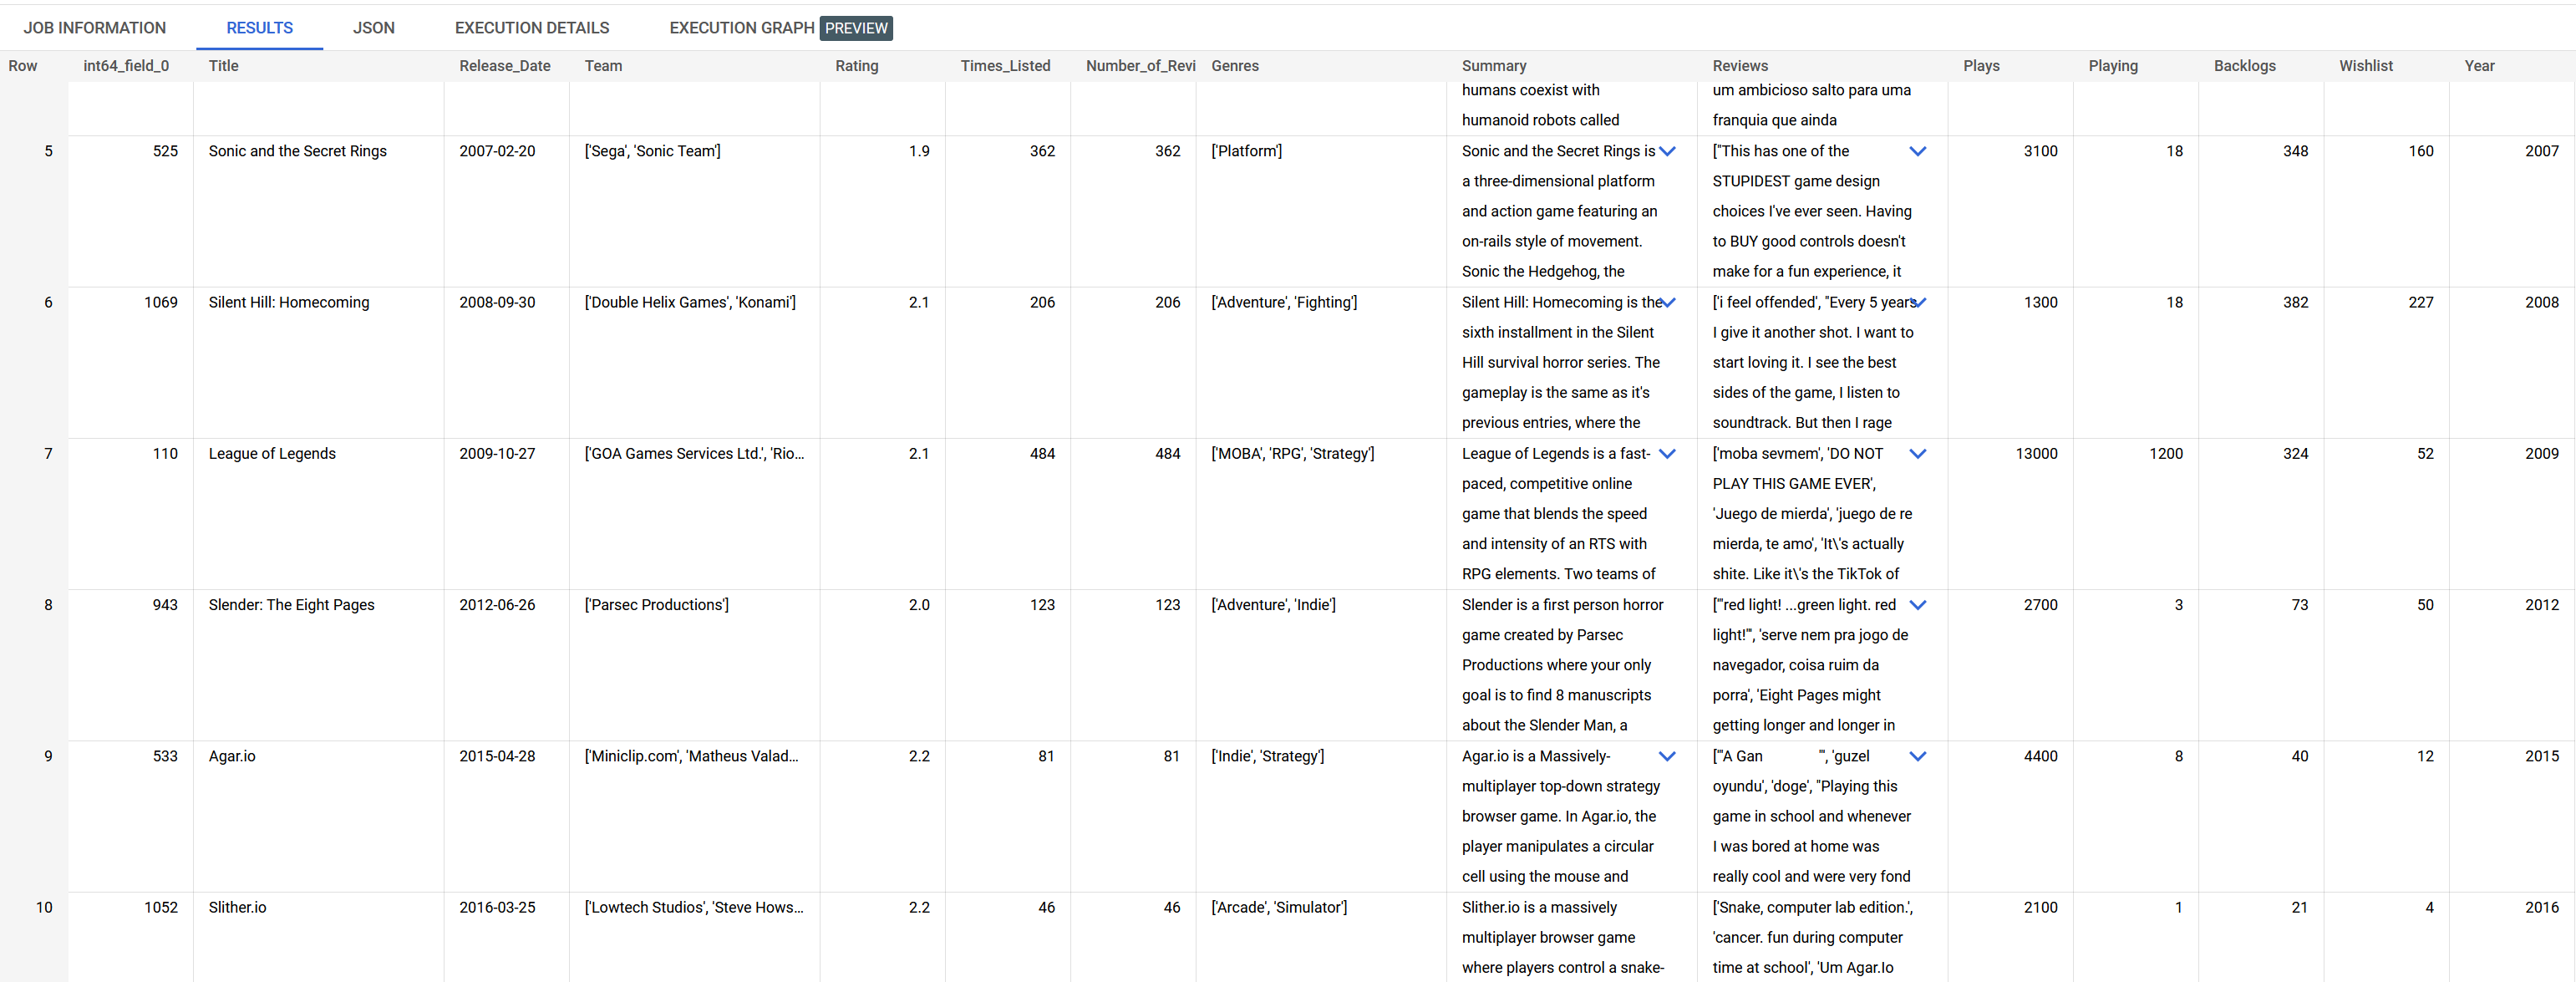 JOB INFORMATION RESULTS JSON EXECUTION DETAILS EXECUTION GRAPH PREVIEW
Row int64_field_0 Title Release_Date Team Rating Times_Listed Number_of_Revi Genres Summary Reviews Plays Playing Backlogs Wishlist Year
humans coexist with um ambicioso salto para uma
humanoid robots called franquia que ainda
5 525 Sonic and the Secret Rings 2007-02-20 ['Sega', 'Sonic Team'] 1.9 362 362 ['Platform'] Sonic and the Secret Rings is ["This has one of the 3100 18 348 160 2007
a three-dimensional platform STUPIDEST game design
and action game featuring an choices I've ever seen. Having
on-rails style of movement. to BUY good controls doesn't
Sonic the Hedgehog, the make for a fun experience, it
6 1069 Silent Hill: Homecoming 2008-09-30 ['Double Helix Games', 'Konami'] 2.1 206 206 ['Adventure', 'Fighting'] Silent Hill: Homecoming is the ['i feel offended', "Every 5 years 1300 18 382 227 2008
sixth installment in the Silent I give it another shot. I want to
Hill survival horror series. The start loving it. I see the best
gameplay is the same as it's sides of the game, I listen to
previous entries, where the soundtrack. But then I rage
7 110 League of Legends 2009-10-27 ['GOA Games Services Ltd.', 'Rio... 2.1 484 484 ['MOBA', 'RPG', 'Strategy'] League of Legends is a fast- ['moba sevmem', 'DO NOT 13000 1200 324 52 2009
paced, competitive online PLAY THIS GAME EVER',
game that blends the speed 'Juego de mierda', 'juego de re
and intensity of an RTS with mierda, te amo', 'It\'s actually
RPG elements. Two teams of shite. Like it\'s the TikTok of
8 943 Slender: The Eight Pages 2012-06-26 ['Parsec Productions'] 2.0 123 123 ['Adventure', 'Indie'] Slender is a first person horror ['"red light! ...green light. red 2700 3 73 50 2012
game created by Parsec light!"', 'serve nem pra jogo de
Productions where your only navegador, coisa ruim da
goal is to find 8 manuscripts porra', 'Eight Pages might
about the Slender Man, a getting longer and longer in
9 533 Agar.io 2015-04-28 ['Miniclip.com', 'Matheus Valad... 2.2 81 81 ['Indie', 'Strategy'] Agar.io is a Massively- ['"A Gan "', 'guzel 4400 8 40 12 2015
multiplayer top-down strategy oyundu', 'doge', "Playing this
browser game. In Agar.io, the game in school and whenever
player manipulates a circular I was bored at home was
cell using the mouse and really cool and were very fond
10 1052 Slither.io 2016-03-25 ['Lowtech Studios', 'Steve Hows... 2.2 46 46 ['Arcade', 'Simulator'] Slither.io is a massively ['Snake, computer lab edition.', 2100 1 21 4 2016
multiplayer browser game 'cancer. fun during computer
where players control a snake- time at school', 'Um Agar.Io